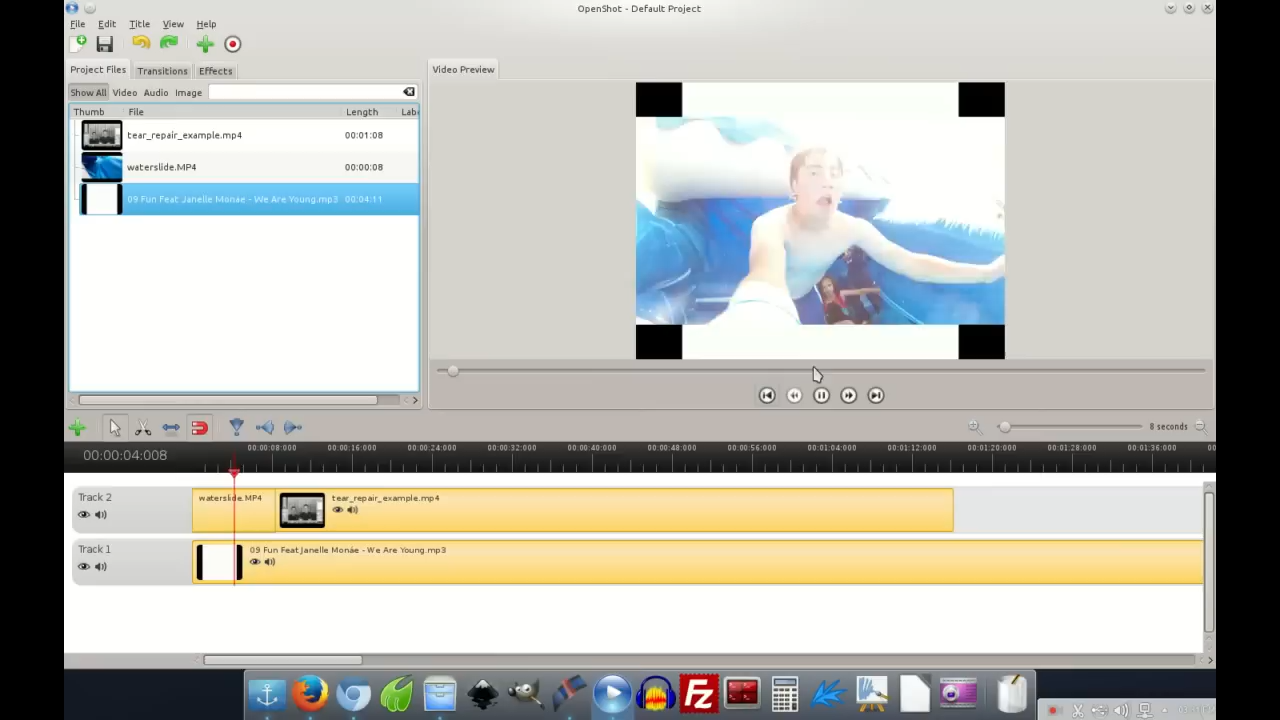 OpenShot - Default Project
File Edit Title View Help
Project Files Transitions Effects
Video Preview
Show All Video Audio Image
Thumb File Length Labe
tear_repair_example.mp4 00:01:08
waterslide.MP4 00:00:08
09 Fun Feat Janelle Monáe - We Are Young.mp3 00:04:11
8 seconds
00:00:04:008
00:00:08:000 00:00:16:000 00:00:24:000 00:00:32:000 00:00:40:000 00:00:48:000 00:00:56:000 00:01:04:000 00:01:12:000 00:01:20:000 00:01:28:000 00:01:36:000 00
Track 2
waterslide.MP4 tear_repair_example.mp4
Track 1
09 Fun Feat Janelle Monáe - We Are Young.mp3
Fz